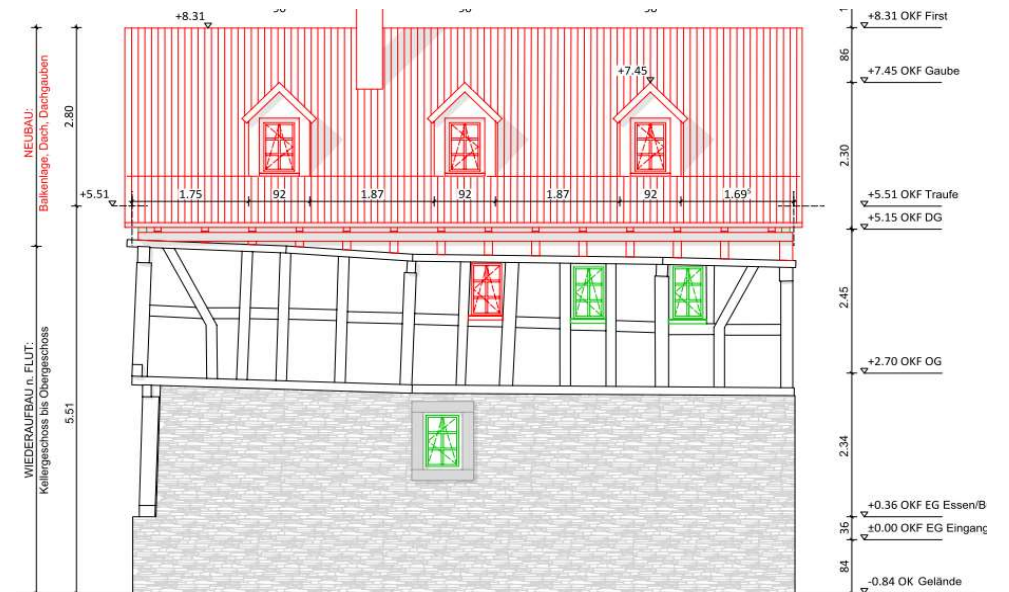 +8.31
+8.31 OKF First
86
+7.45
+7.45 OKF Gaube
NEUBAU:
Balkenlage, Dach, Dachgauben
2.80
2.30
+5.51
1.75
92
1.87
92
1.87
92
1.69⁵
+5.51 OKF Traufe
+5.15 OKF DG
2.45
+2.70 OKF OG
WIEDERAUFBAU n. FLUT:
Kellergeschoss bis Obergeschoss
5.51
2.34
+0.36 OKF EG Essen/B
36
±0.00 OKF EG Eingang
84
-0.84 OK Gelände